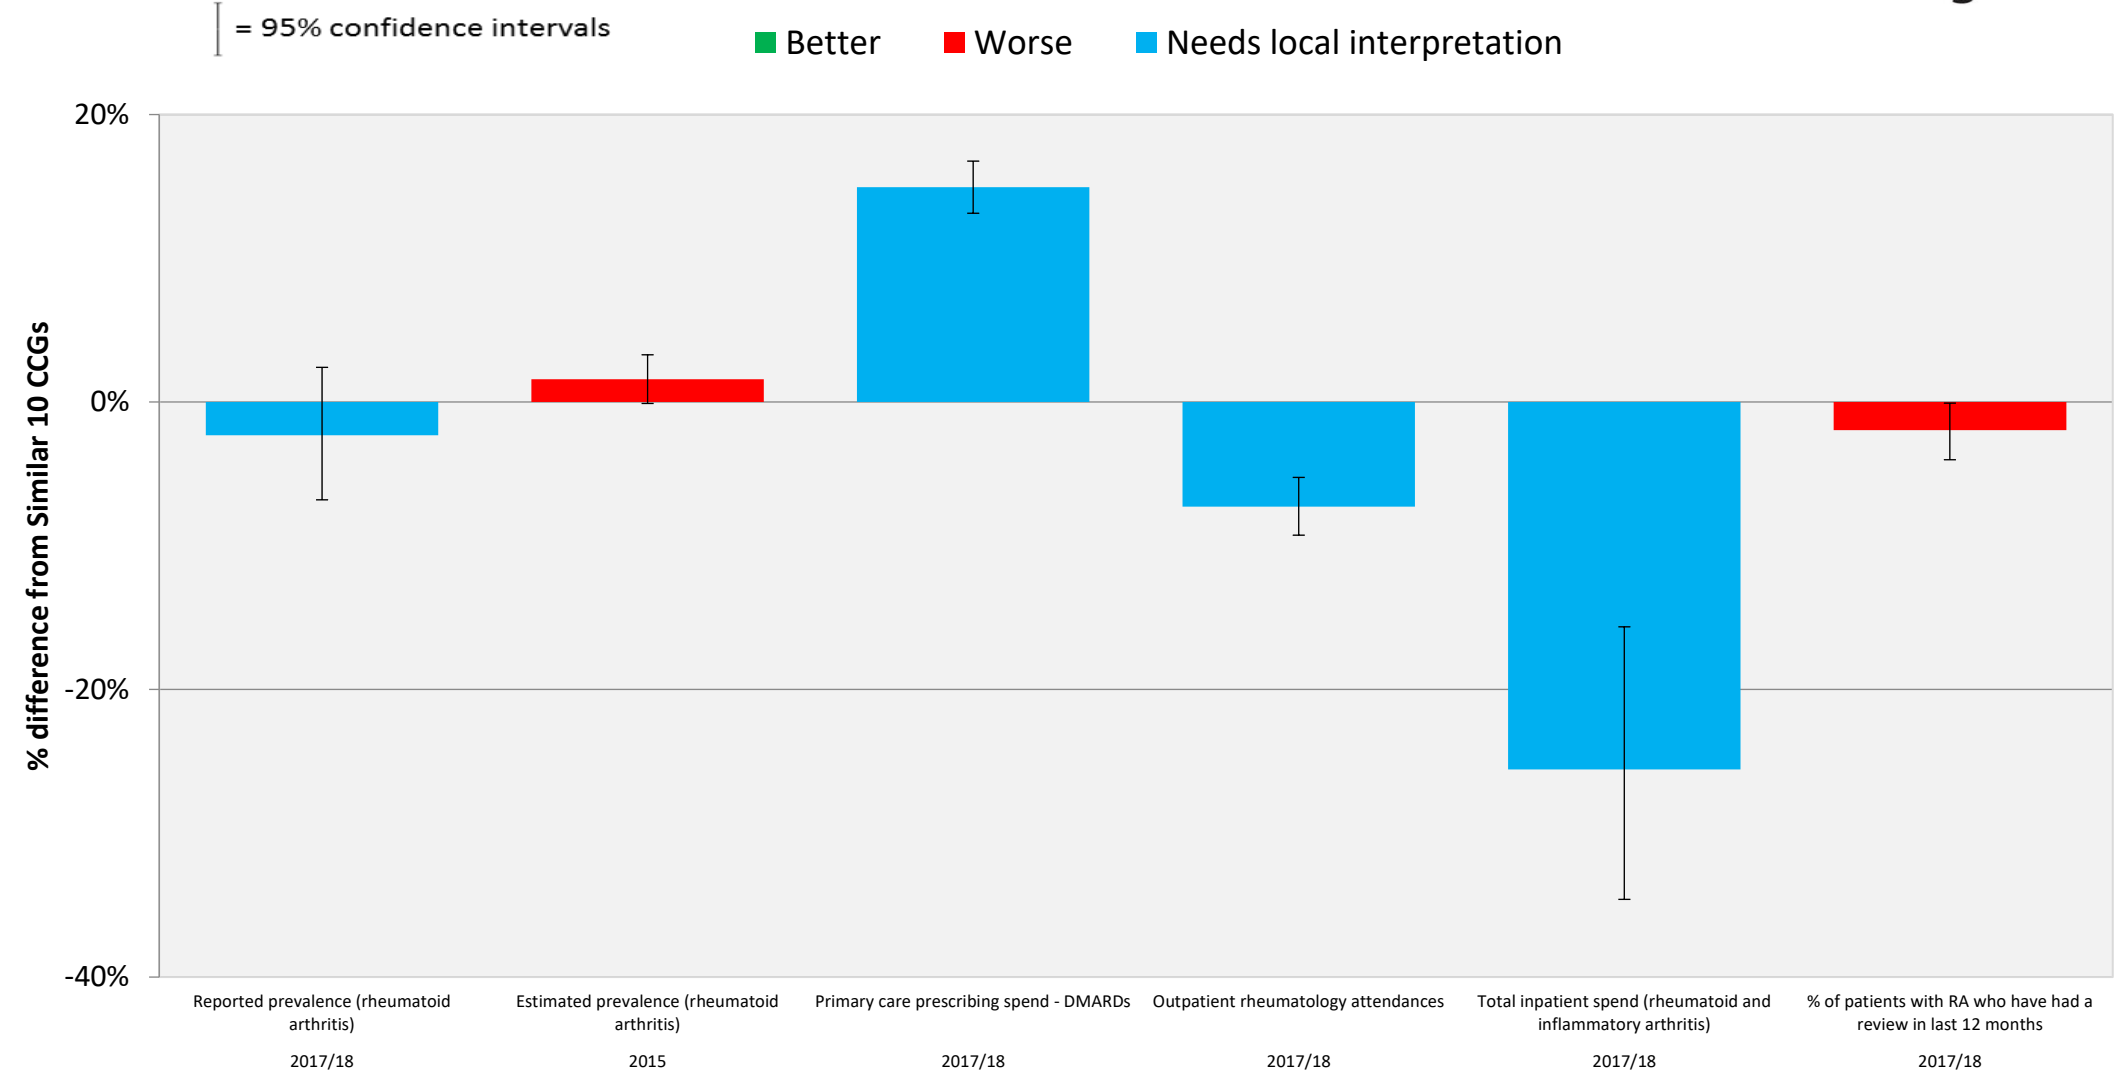 = 95% confidence intervals
Better
Worse
Needs local interpretation
% difference from Similar 10 CCGs
20%
0%
-20%
-40%
Reported prevalence (rheumatoid
arthritis)
2017/18
Estimated prevalence (rheumatoid
arthritis)
2015
Primary care prescribing spend - DMARDs
2017/18
Outpatient rheumatology attendances
2017/18
Total inpatient spend (rheumatoid and
inflammatory arthritis)
2017/18
% of patients with RA who have had a
review in last 12 months
2017/18